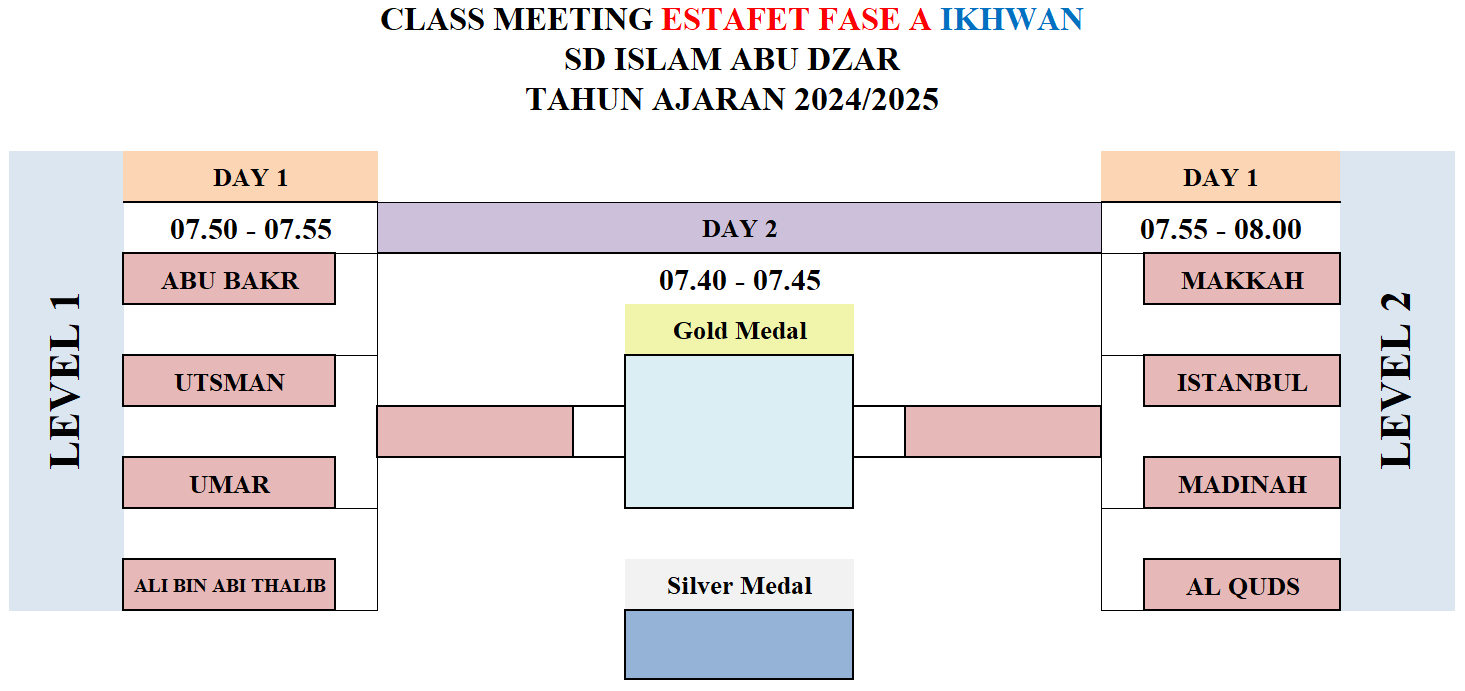 CLASS MEETING ESTAFET FASE A IKHWAN
SD ISLAM ABU DZAR
TAHUN AJARAN 2024/2025
LEVEL 1
DAY 1
07.50 - 07.55
ABU BAKR
UTSMAN
UMAR
ALI BIN ABI THALIB
DAY 2
07.40 - 07.45
Gold Medal
Silver Medal
DAY 1
07.55 - 08.00
MAKKAH
ISTANBUL
MADINAH
AL QUDS
LEVEL 2